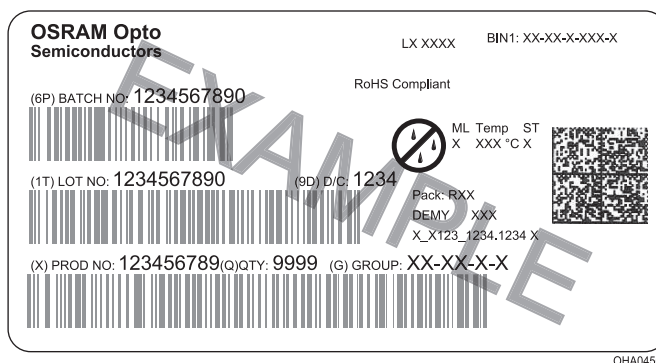 OSRAM Opto
Semiconductors
LX XXXX
BIN1: XX-XX-X-XXX-X
RoHS Compliant
(6P) BATCH NO: 1234567890
ML Temp ST
X XXX °C X
(1T) LOT NO: 1234567890 (9D) D/C: 1234
Pack: RXX
DEMY XXX
X_X123_1234.1234 X
(X) PROD NO: 123456789(Q)QTY: 9999 (G) GROUP: XX-XX-X-X
EXAMPLE
OHA045